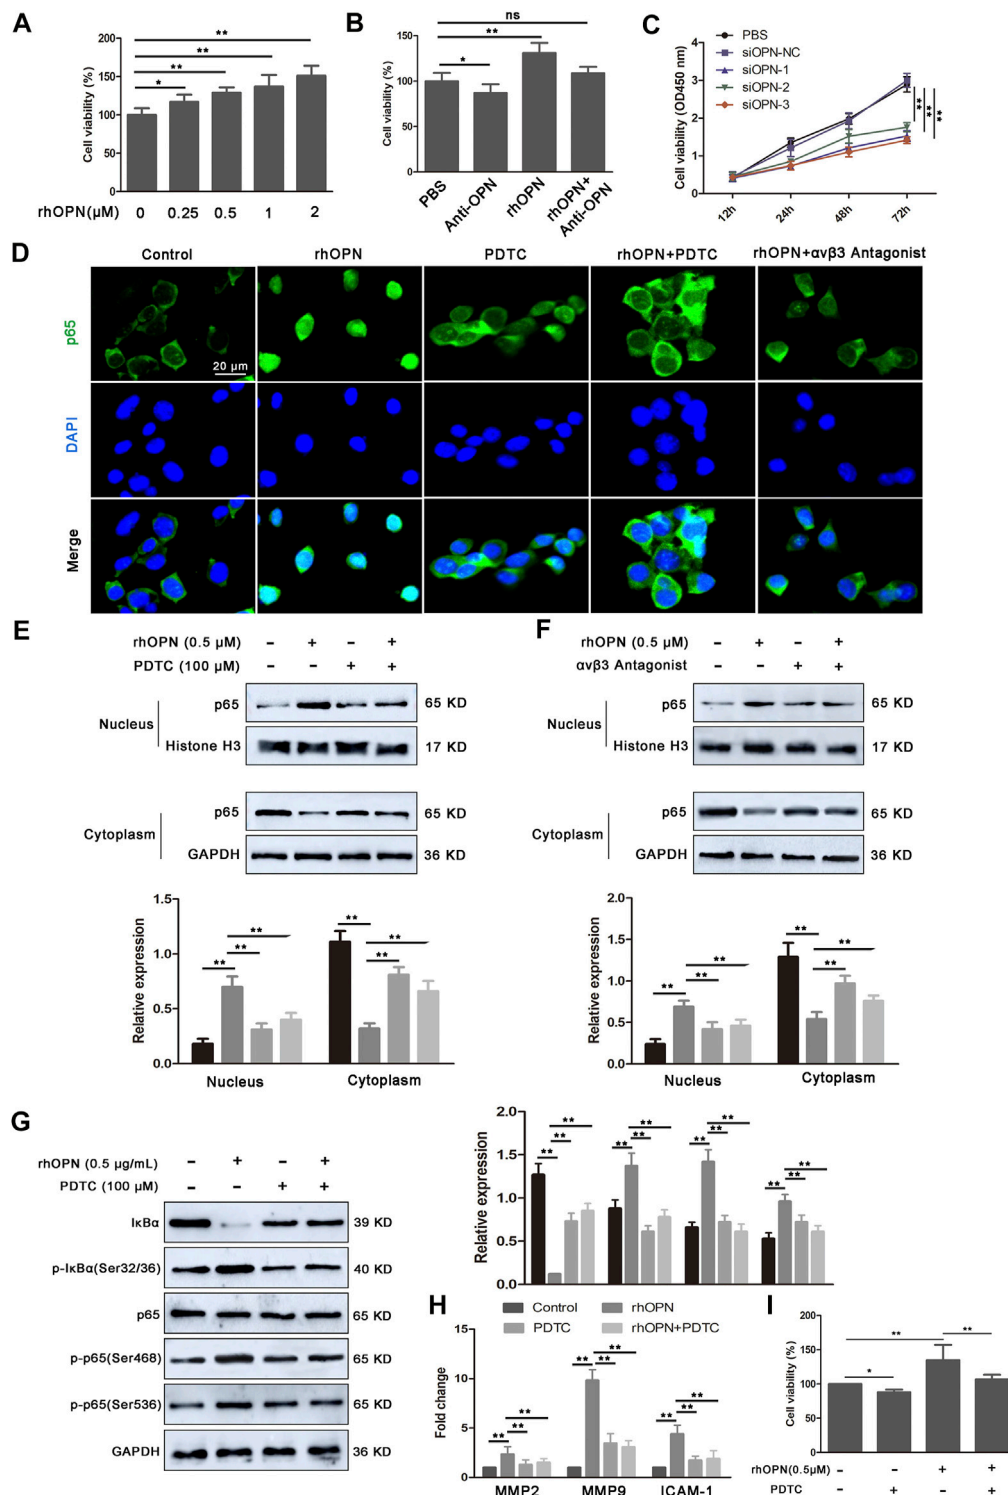 A
Cell viability (%)
200
150
100
50
0
**
**
**
*
rhOPN(μM) 0 0.25 0.5 1 2
B
Cell viability (%)
150
100
50
0
ns
**
*
PBS
Anti-OPN
rhOPN
rhOPN+
Anti-OPN
C
Cell viability (OD450 nm)
4
3
2
1
0
PBS
siOPN-NC
siOPN-1
siOPN-2
siOPN-3
** ** **
12h 24h 48h 72h
D
Control rhOPN PDTC rhOPN+PDTC rhOPN+αvβ3 Antagonist
p65
20 μm
DAPI
Merge
E
rhOPN (0.5 μM) - + - +
PDTC (100 μM) - - + +
Nucleus
p65 65 KD
Histone H3 17 KD
Cytoplasm
p65 65 KD
GAPDH 36 KD
Relative expression
1.5
1.0
0.5
0.0
** ** **
** ** **
Nucleus Cytoplasm
F
rhOPN (0.5 μM) - + - +
αvβ3 Antagonist - - + +
Nucleus
p65 65 KD
Histone H3 17 KD
Cytoplasm
p65 65 KD
GAPDH 36 KD
Relative expression
2.0
1.5
1.0
0.5
0.0
** ** **
** ** **
Nucleus Cytoplasm
G
rhOPN (0.5 μg/mL) - + - +
PDTC (100 μM) - - + +
IκBα 39 KD
p-IκBα(Ser32/36) 40 KD
p65 65 KD
p-p65(Ser468) 65 KD
p-p65(Ser536) 65 KD
GAPDH 36 KD
Relative expression
2.0
1.5
1.0
0.5
0.0
** ** **
** ** **
** ** **
** ** **
H
Control rhOPN
PDTC rhOPN+PDTC
Fold change
15
10
5
0
** ** **
** ** **
** ** **
MMP2 MMP9 ICAM-1
I
Cell viability (%)
200
150
100
50
0
** **
*
rhOPN(0.5μM) - - + +
PDTC - + - +